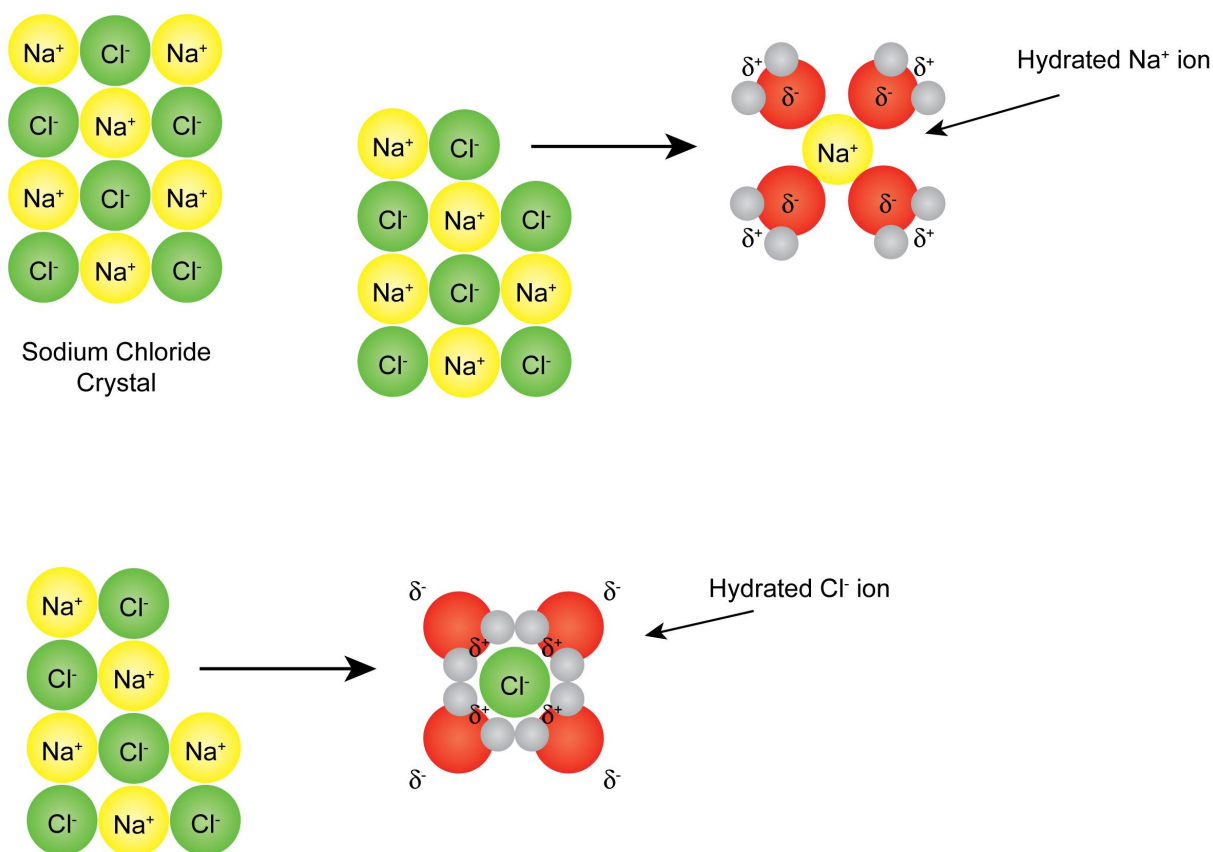 Na⁺ Cl⁻ Na⁺
Cl⁻ Na⁺ Cl⁻
Na⁺ Cl⁻ Na⁺
Cl⁻ Na⁺ Cl⁻
Sodium Chloride
Crystal
Na⁺ Cl⁻
Cl⁻ Na⁺ Cl⁻
Na⁺ Cl⁻ Na⁺
Cl⁻ Na⁺ Cl⁻
δ⁺ δ⁺
δ⁻ δ⁻
Na⁺
δ⁻ δ⁻
δ⁺ δ⁺
Hydrated Na⁺ ion
Na⁺ Cl⁻
Cl⁻ Na⁺
Na⁺ Cl⁻ Na⁺
Cl⁻ Na⁺ Cl⁻
δ⁻ δ⁻
δ⁺ δ⁺
Cl⁻
δ⁺ δ⁺
δ⁻ δ⁻
Hydrated Cl⁻ ion